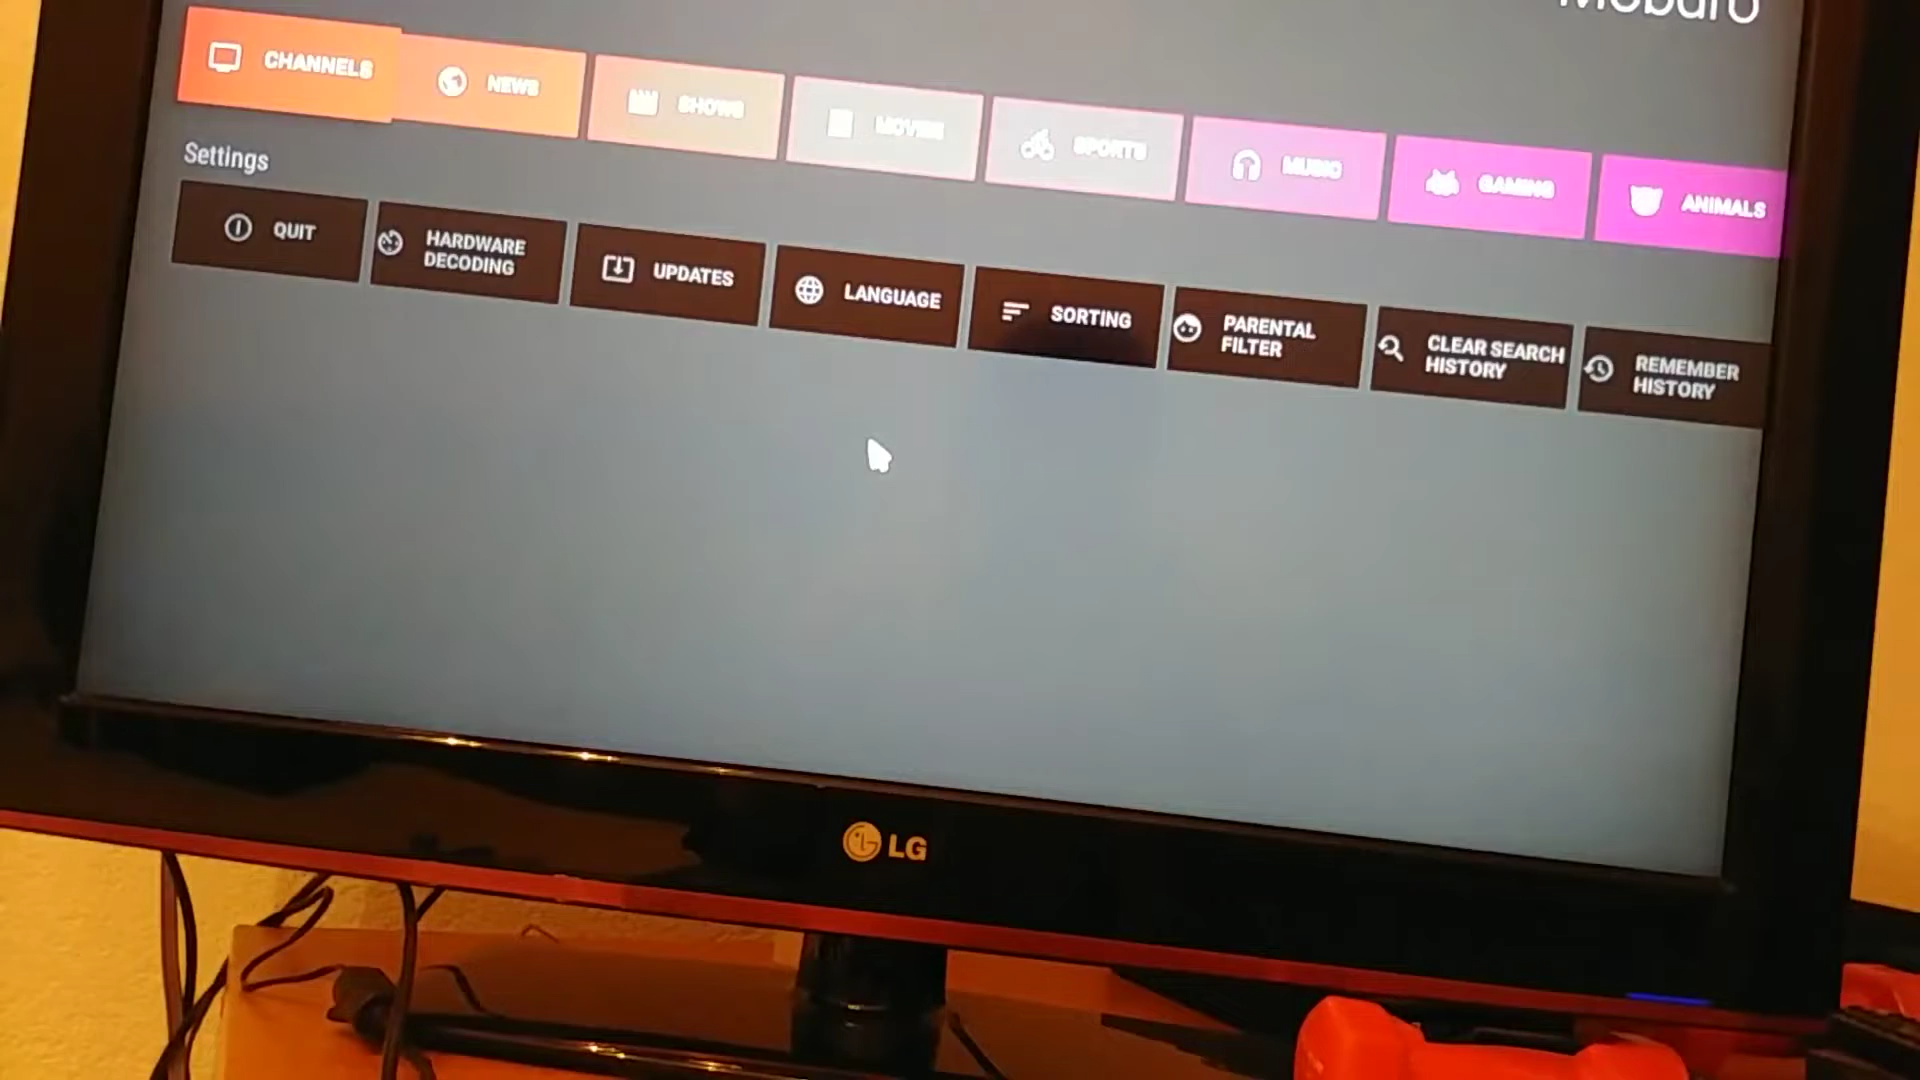 Mobdro
CHANNELS
NEWS
SHOWS
MOVIES
SPORTS
MUSIC
GAMING
ANIMALS
Settings
QUIT
HARDWARE
DECODING
UPDATES
LANGUAGE
SORTING
PARENTAL
FILTER
CLEAR SEARCH
HISTORY
REMEMBER
HISTORY
LG